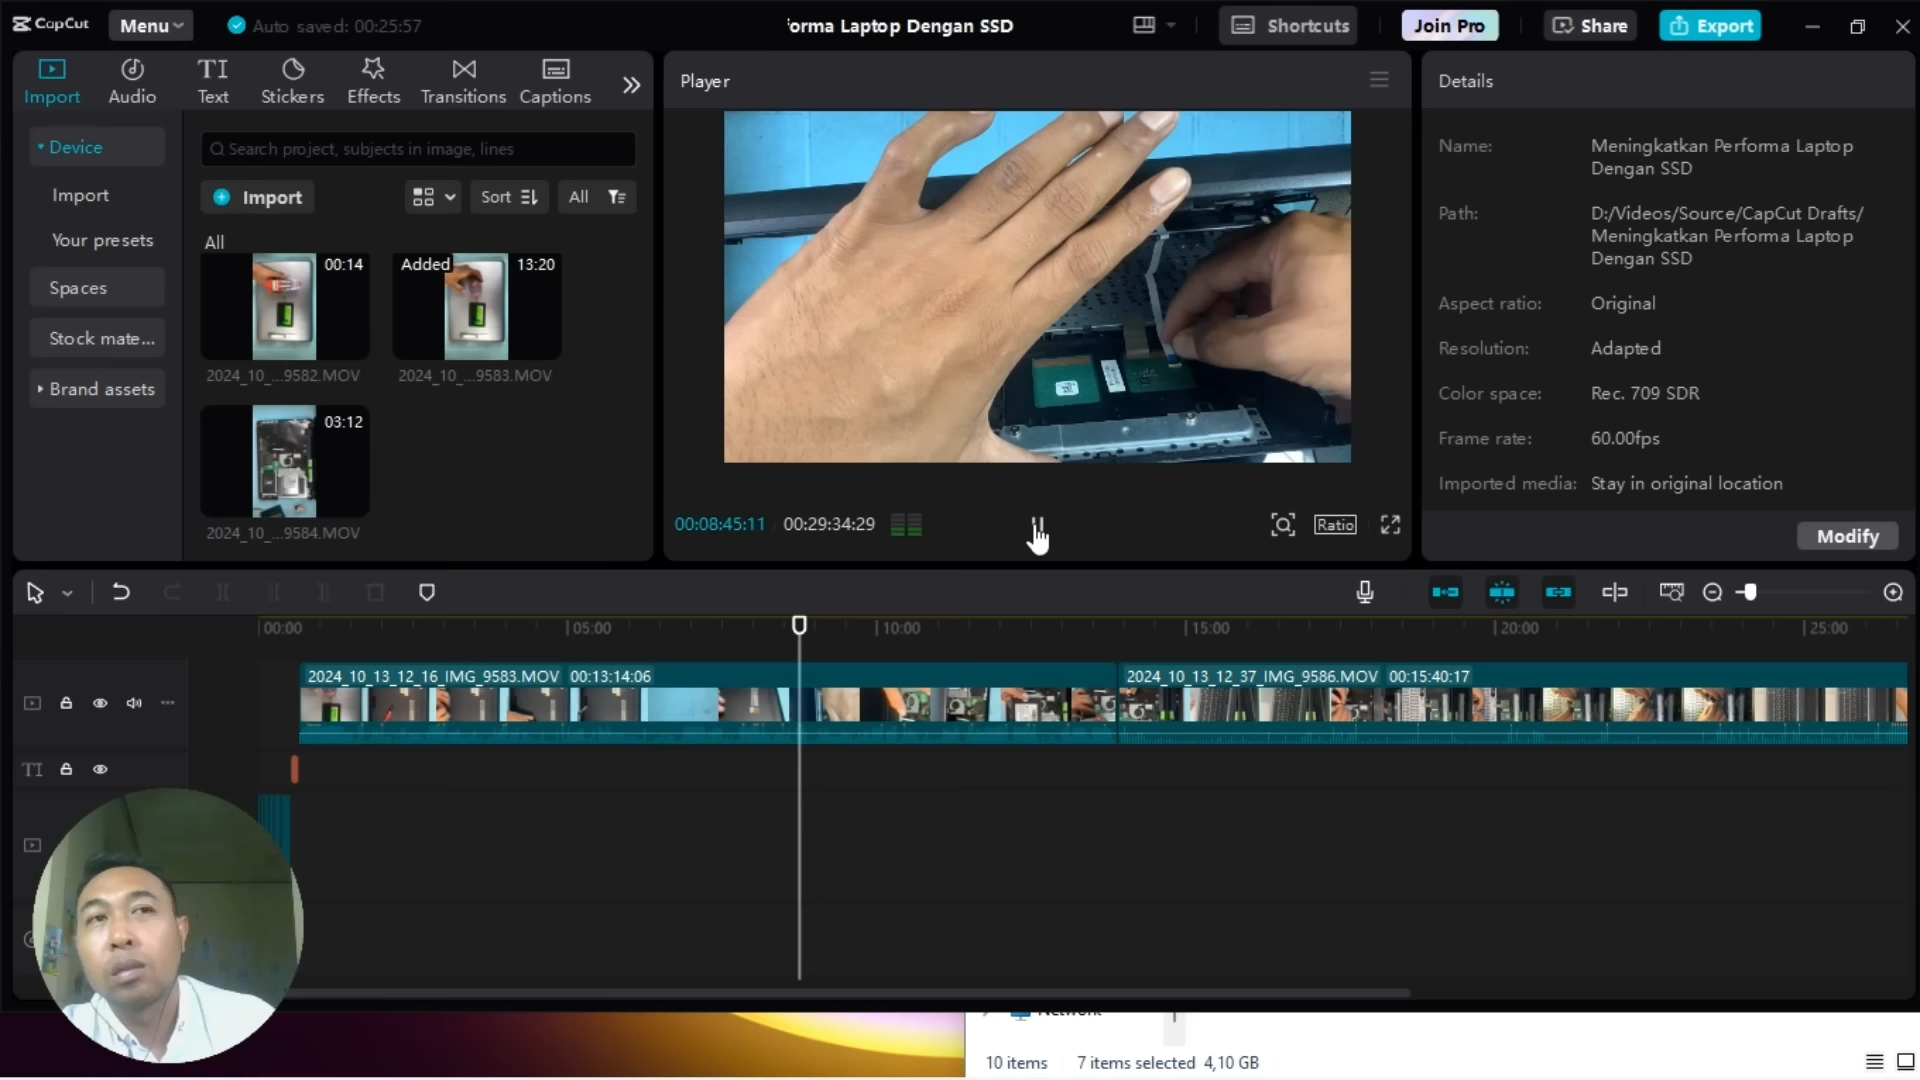 CapCut
Menu
Auto saved: 00:25:57
orma Laptop Dengan SSD
Shortcuts
Join Pro
Share
Export
Import
Audio
TI
Text
Stickers
Effects
Transitions
Captions
Device
Import
Your presets
Spaces
Stock mate...
Brand assets
Search project, subjects in image, lines
Import
Sort
All
All
00:14
Added
13:20
2024_10_...9582.MOV
2024_10_...9583.MOV
03:12
2024_10_...9584.MOV
Player
00:08:45:11
00:29:34:29
Ratio
Details
Name:
Meningkatkan Performa Laptop
Dengan SSD
Path:
D:/Videos/Source/CapCut Drafts/
Meningkatkan Performa Laptop
Dengan SSD
Aspect ratio:
Original
Resolution:
Adapted
Color space:
Rec. 709 SDR
Frame rate:
60.00fps
Imported media:
Stay in original location
Modify
00:00
05:00
10:00
15:00
20:00
25:00
2024_10_13_12_16_IMG_9583.MOV 00:13:14:06
2024_10_13_12_37_IMG_9586.MOV 00:15:40:17
TI
Network
10 items
7 items selected 4,10 GB